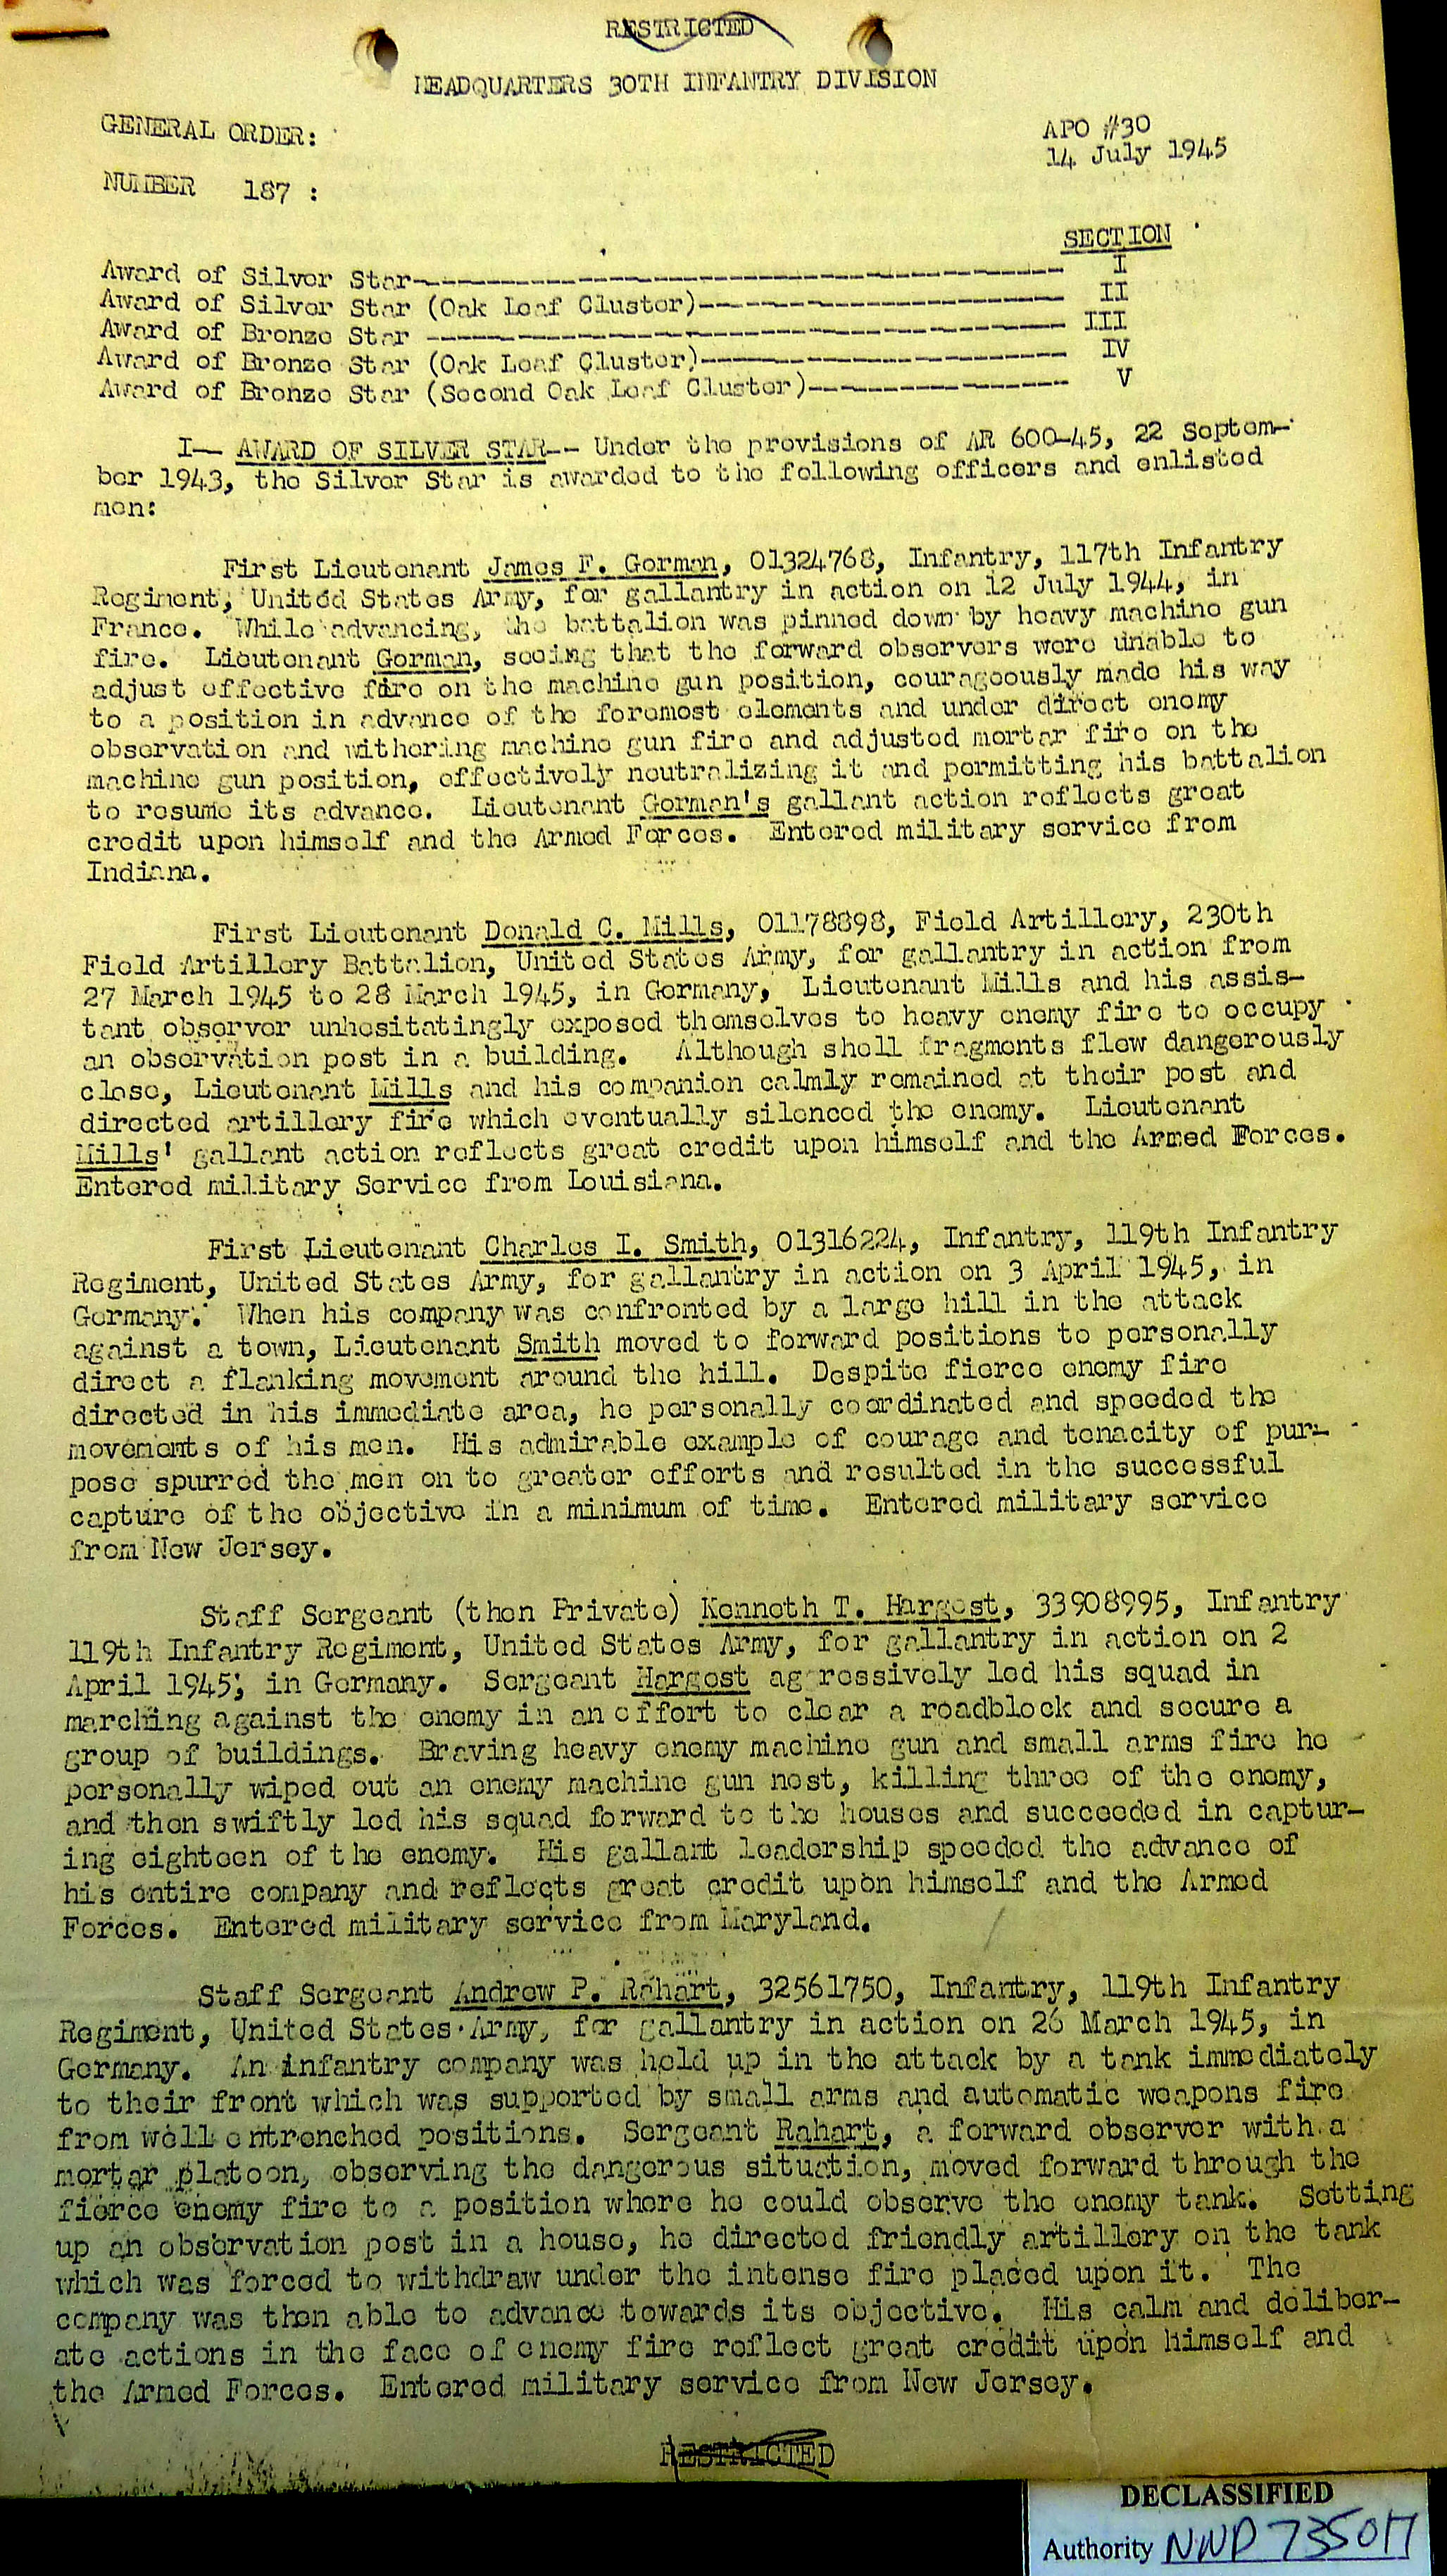 RESTRICTED
HEADQUARTERS 30TH INFANTRY DIVISION
GENERAL ORDER:
APO #30
14 July 1945
NUMBER 187 :
SECTION
Award of Silver Star------------------------------------ I
Award of Silver Star (Oak Leaf Cluster)-------------------- II
Award of Bronze Star ----------------------------------- III
Award of Bronze Star (Oak Leaf Cluster)-------------------- IV
Award of Bronze Star (Second Oak Leaf Cluster)-------------- V
I-- AWARD OF SILVER STAR-- Under the provisions of AR 600-45, 22 Septem-
ber 1943, the Silver Star is awarded to the following officers and enlisted
men:
First Lieutenant James F. Gorman, 01324768, Infantry, 117th Infantry
Regiment, United States Army, for gallantry in action on 12 July 1944, in
France. While advancing, the battalion was pinned down by heavy machine gun
fire. Lieutenant Gorman, seeing that the forward observers were unable to
adjust effective fire on the machine gun position, courageously made his way
to a position in advance of the foremost elements and under direct enemy
observation and withering machine gun fire and adjusted mortar fire on the
machine gun position, effectively neutralizing it and permitting his battalion
to resume its advance. Lieutenant Gorman's gallant action reflects great
credit upon himself and the Armed Forces. Entered military service from
Indiana.
First Lieutenant Donald C. Mills, 01178898, Field Artillery, 230th
Field Artillery Battalion, United States Army, for gallantry in action from
27 March 1945 to 28 March 1945, in Germany, Lieutenant Mills and his assis-
tant observer unhesitatingly exposed themselves to heavy enemy fire to occupy
an observation post in a building. Although shell fragments flew dangerously
close, Lieutenant Mills and his companion calmly remained at their post and
directed artillery fire which eventually silenced the enemy. Lieutenant
Mills' gallant action reflects great credit upon himself and the Armed Forces.
Entered military Service from Louisiana.
First Lieutenant Charles I. Smith, 01316224, Infantry, 119th Infantry
Regiment, United States Army, for gallantry in action on 3 April 1945, in
Germany. When his company was confronted by a large hill in the attack
against a town, Lieutenant Smith moved to forward positions to personally
direct a flanking movement around the hill. Despite fierce enemy fire
directed in his immediate area, he personally coordinated and speeded the
movements of his men. His admirable example of courage and tenacity of pur-
pose spurred the men on to greater efforts and resulted in the successful
capture of the objective in a minimum of time. Entered military service
from New Jersey.
Staff Sergeant (then Private) Kenneth T. Hargest, 33908995, Infantry
119th Infantry Regiment, United States Army, for gallantry in action on 2
April 1945, in Germany. Sergeant Hargest ag ressively led his squad in
marching against the enemy in an effort to clear a roadblock and secure a
group of buildings. Braving heavy enemy machine gun and small arms fire he
personally wiped out an enemy machine gun nest, killing three of the enemy,
and then swiftly led his squad forward to the houses and succeeded in captur-
ing eighteen of the enemy. His gallant leadership speeded the advance of
his entire company and reflects great credit upon himself and the Armed
Forces. Entered military service from Maryland.
Staff Sergeant Andrew P. Rahart, 32561750, Infantry, 119th Infantry
Regiment, United States Army, for gallantry in action on 26 March 1945, in
Germany. An infantry company was held up in the attack by a tank immediately
to their front which was supported by small arms and automatic weapons fire
from well entrenched positions. Sergeant Rahart, a forward observer with a
mortar platoon, observing the dangerous situation, moved forward through the
fierce enemy fire to a position where he could observe the enemy tank. Setting
up an observation post in a house, he directed friendly artillery on the tank
which was forced to withdraw under the intense fire placed upon it. The
company was then able to advance towards its objective. His calm and deliber-
ate actions in the face of enemy fire reflect great credit upon himself and
the Armed Forces. Entered military service from New Jersey.
RESTRICTED
DECLASSIFIED
Authority NND 735017